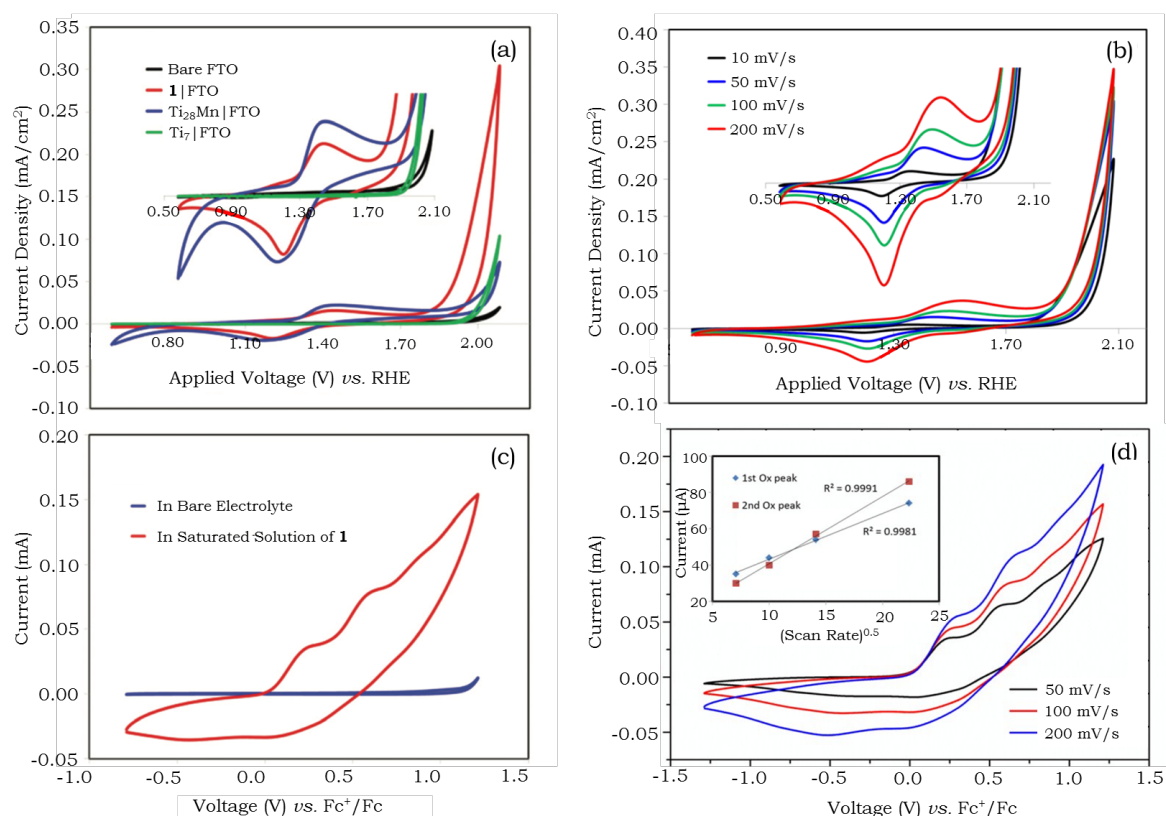 (a)
Current Density (mA/cm²)
0.35
0.30
0.25
0.20
0.15
0.10
0.05
0.00
-0.05
-0.10
Bare FTO
1|FTO
Ti₂₈Mn|FTO
Ti₇|FTO
0.50 0.90 1.30 1.70 2.10
0.80 1.10 1.40 1.70 2.00
Applied Voltage (V) vs. RHE
(b)
Current Density (mA/cm²)
0.40
0.35
0.30
0.25
0.20
0.15
0.10
0.05
0.00
-0.05
-0.10
10 mV/s
50 mV/s
100 mV/s
200 mV/s
0.50 0.90 1.30 1.70 2.10
0.90 1.30 1.70 2.10
Applied Voltage (V) vs. RHE
(c)
Current (mA)
0.20
0.15
0.10
0.05
0.00
-0.05
In Bare Electrolyte
In Saturated Solution of 1
-1.0 -0.5 0.0 0.5 1.0 1.5
Voltage (V) vs. Fc⁺/Fc
(d)
Current (mA)
0.20
0.15
0.10
0.05
0.00
-0.05
Current (µA)
100
80
60
40
20
1st Ox peak
2nd Ox peak
R² = 0.9991
R² = 0.9981
5 10 15 20 25
(Scan Rate)⁰·⁵
50 mV/s
100 mV/s
200 mV/s
-1.5 -1.0 -0.5 0.0 0.5 1.0 1.5
Voltage (V) vs. Fc⁺/Fc